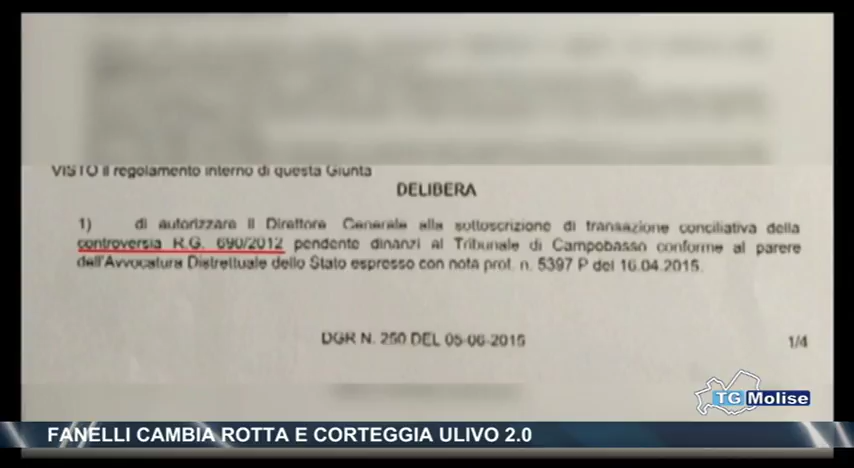 VISTO il regolamento interno di questa Giunta
DELIBERA
1) di autorizzare il Direttore Generale alla sottoscrizione di transazione conciliativa della
controversia R.G. 690/2012 pendente dinanzi al Tribunale di Campobasso conforme al parere
dell'Avvocatura Distrettuale dello Stato espresso con nota prot. n. 5397 P del 16.04.2015.
DGR N. 250 DEL 05-06-2015
1/4
TG Molise
FANELLI CAMBIA ROTTA E CORTEGGIA ULIVO 2.0